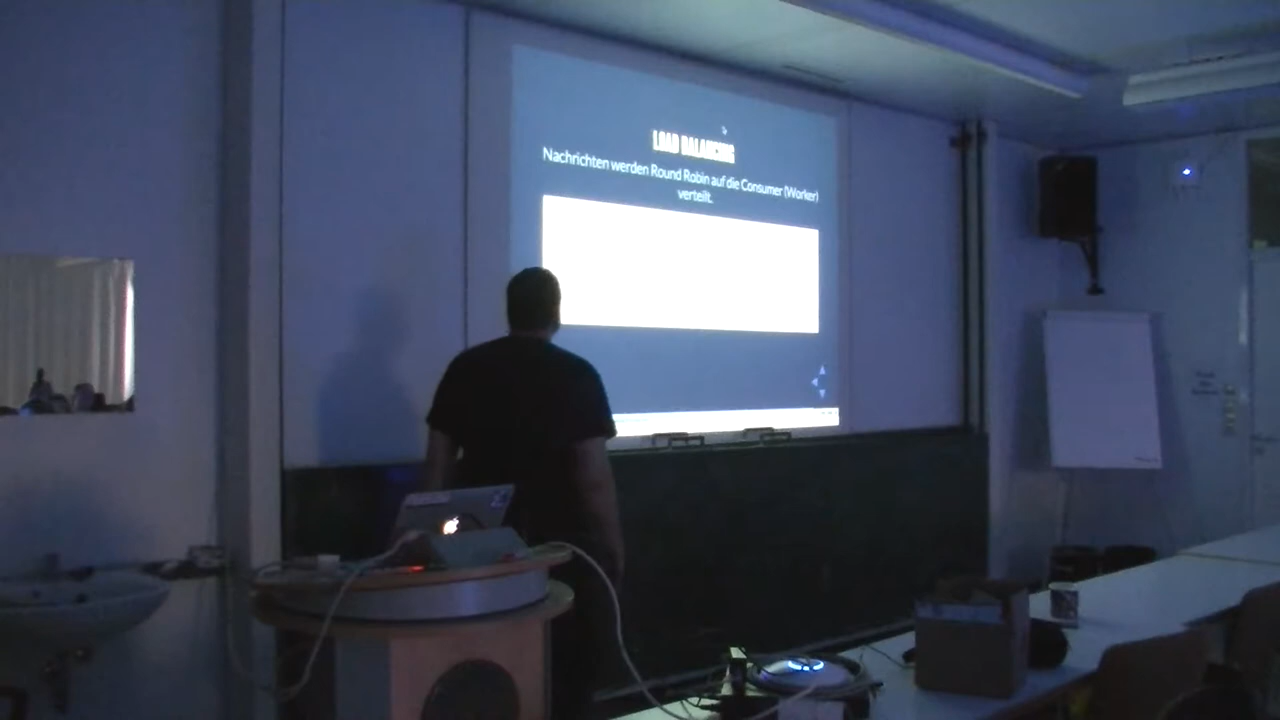 LOAD BALANCING
Nachrichten werden Round Robin auf die Consumer (Worker)
verteilt.